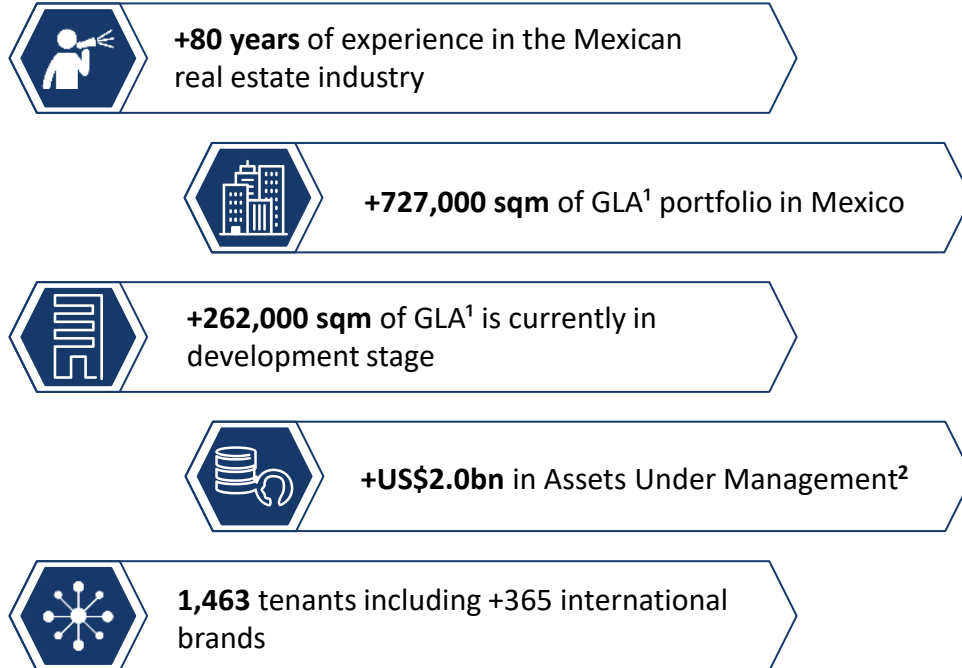 +80 years of experience in the Mexican
real estate industry
+727,000 sqm of GLA¹ portfolio in Mexico
+262,000 sqm of GLA¹ is currently in
development stage
+US$2.0bn in Assets Under Management²
1,463 tenants including +365 international
brands